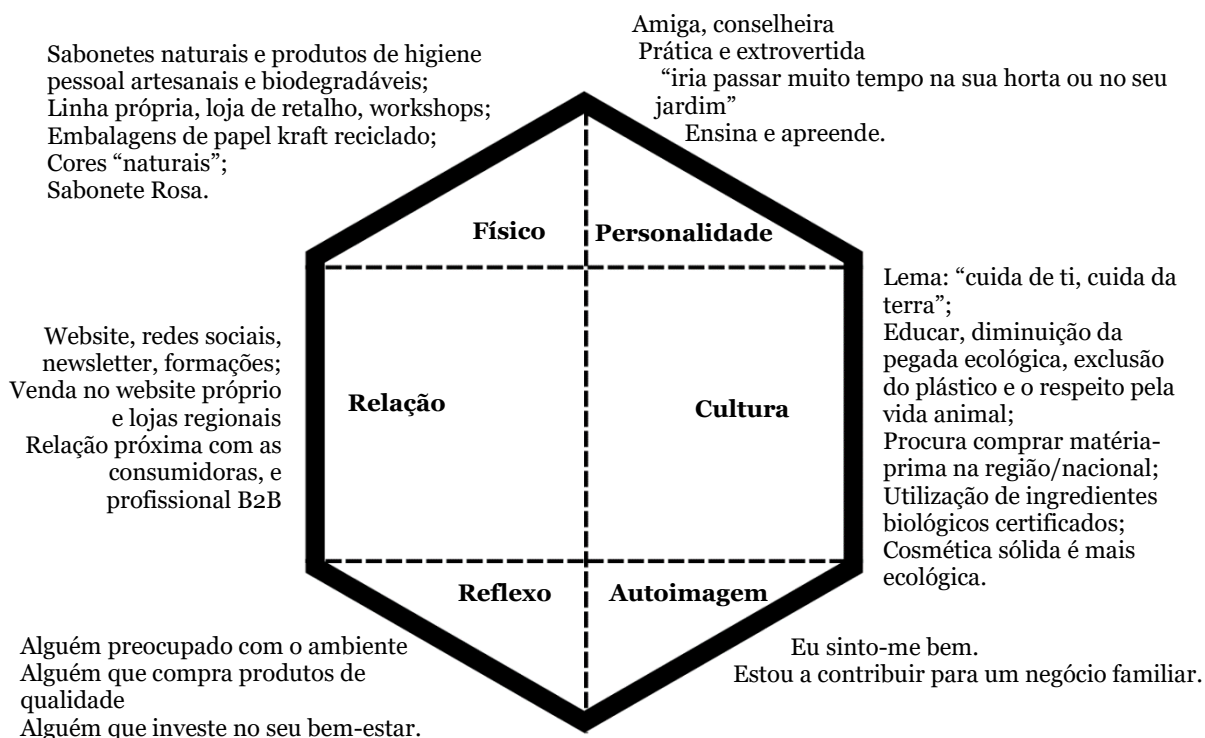 Sabonetes naturais e produtos de higiene
pessoal artesanais e biodegradáveis;
Linha própria, loja de retalho, workshops;
Embalagens de papel kraft reciclado;
Cores “naturais”;
Sabonete Rosa.
Amiga, conselheira
Prática e extrovertida
“iria passar muito tempo na sua horta ou no seu
jardim”
Ensina e apreende.
Físico
Personalidade
Website, redes sociais,
newsletter, formações;
Venda no website próprio
e lojas regionais
Relação próxima com as
consumidoras, e
profissional B2B
Relação
Cultura
Lema: “cuida de ti, cuida da
terra”;
Educar, diminuição da
pegada ecológica, exclusão
do plástico e o respeito pela
vida animal;
Procura comprar matéria-
prima na região/nacional;
Utilização de ingredientes
biológicos certificados;
Cosmética sólida é mais
ecológica.
Reflexo
Autoimagem
Alguém preocupado com o ambiente
Alguém que compra produtos de
qualidade
Alguém que investe no seu bem-estar.
Eu sinto-me bem.
Estou a contribuir para um negócio familiar.